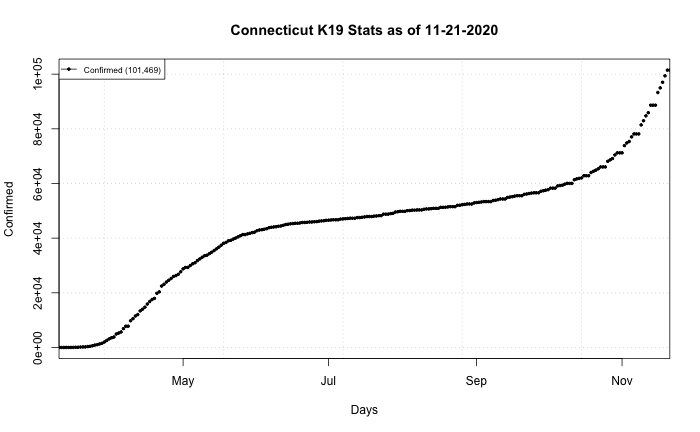 Connecticut K19 Stats as of 11-21-2020
Confirmed (101,469)
1e+05
8e+04
6e+04
4e+04
2e+04
0e+00
Confirmed
May Jul Sep Nov
Days